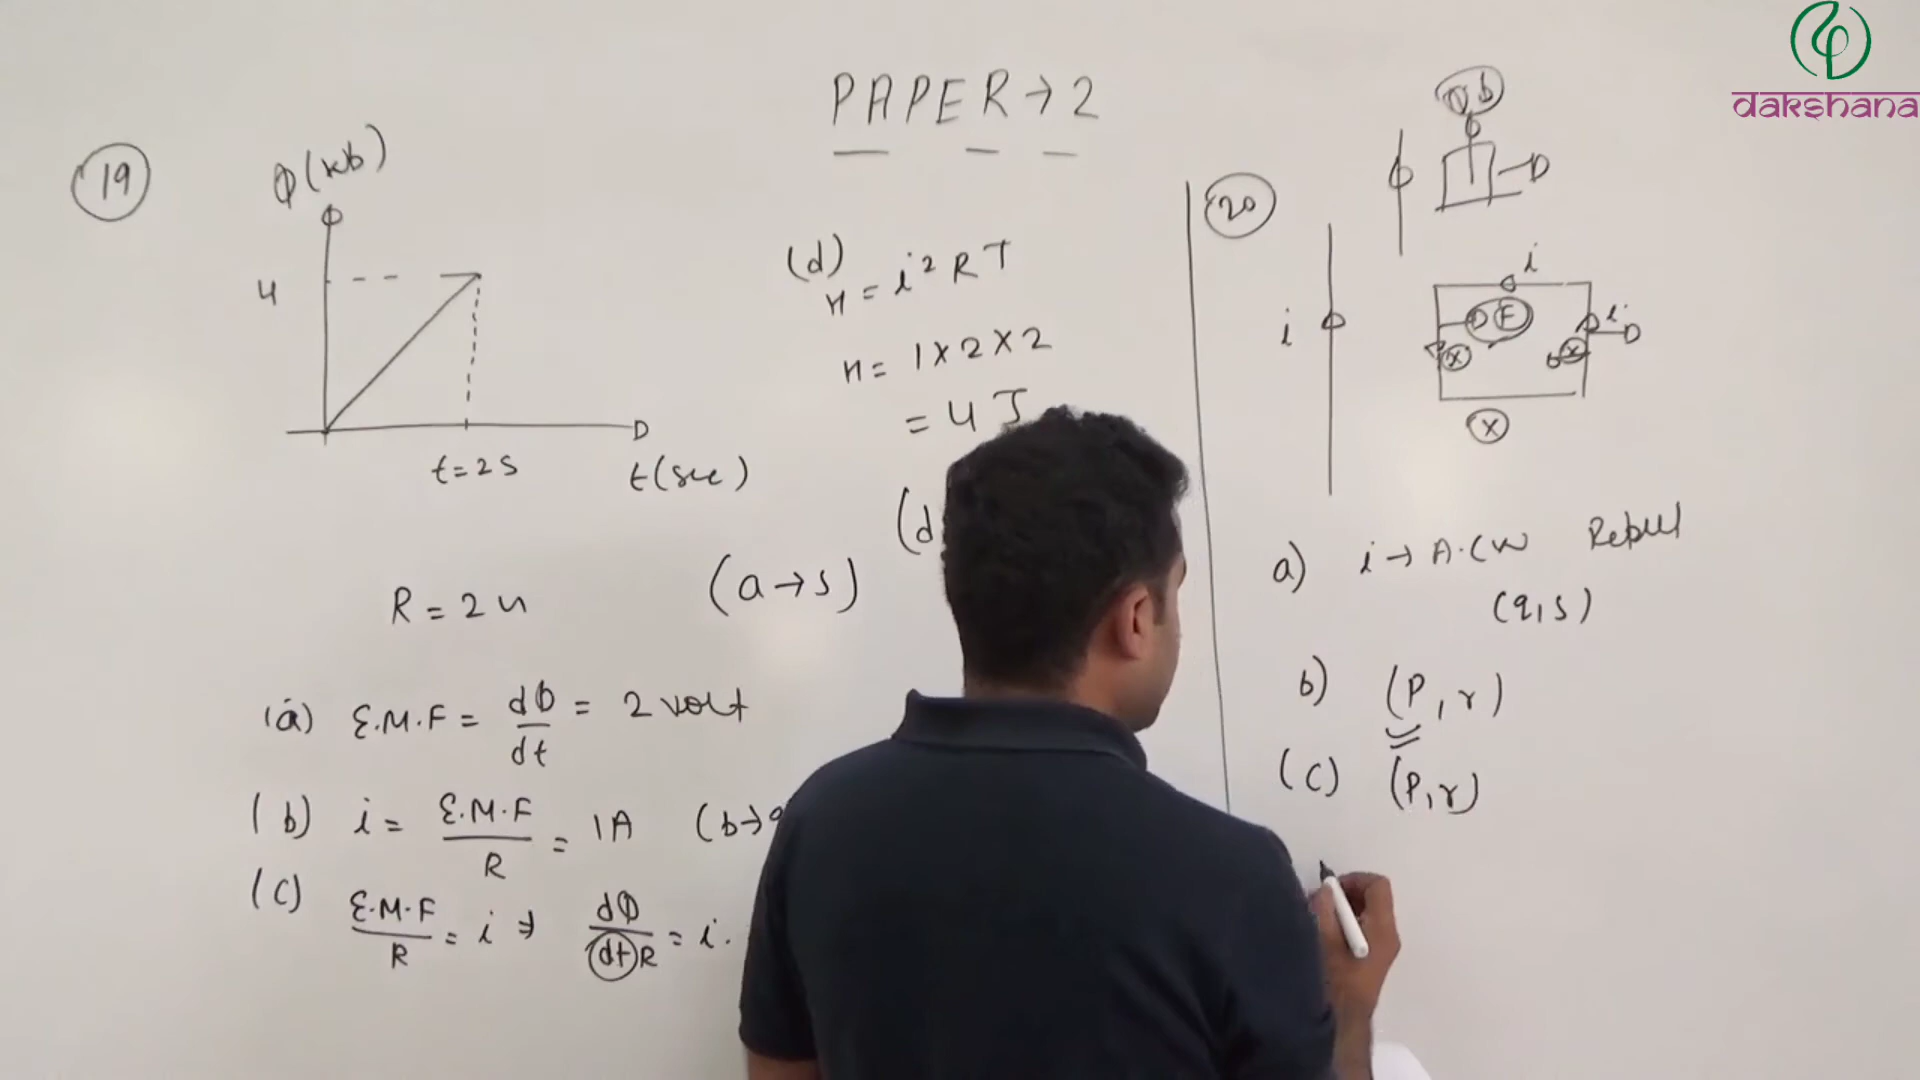 dakshana
PAPER → 2
19
Φ (wb)
4
t = 2 S
t (sec)
R = 2 Ω
(a → s)
(a) E.M.F = dΦ/dt = 2 volt
(b) i = E.M.F/R = 1A (b →
(c) E.M.F/R = i ⇒ dΦ/dt R = i.
(d)
H = i² R T
H = 1 × 2 × 2
= 4 J
(d
20
b
i
i
F
i
x
x
x
a) i → A.C.W Repel
(q, s)
b) (P, r)
(c) (P, r)